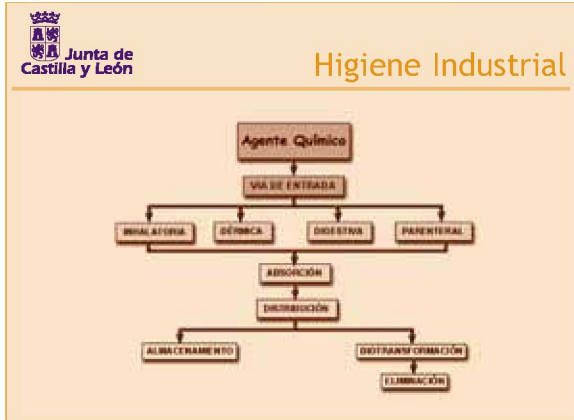 Junta de
Castilla y León
Higiene Industrial
Agente Químico
VIA DE ENTRADA
INHALATORIA DÉRMICA DIGESTIVA PARENTERAL
ABSORCIÓN
DISTRIBUCIÓN
ALMACENAMIENTO BIOTRANSFORMACIÓN
ELIMINACIÓN